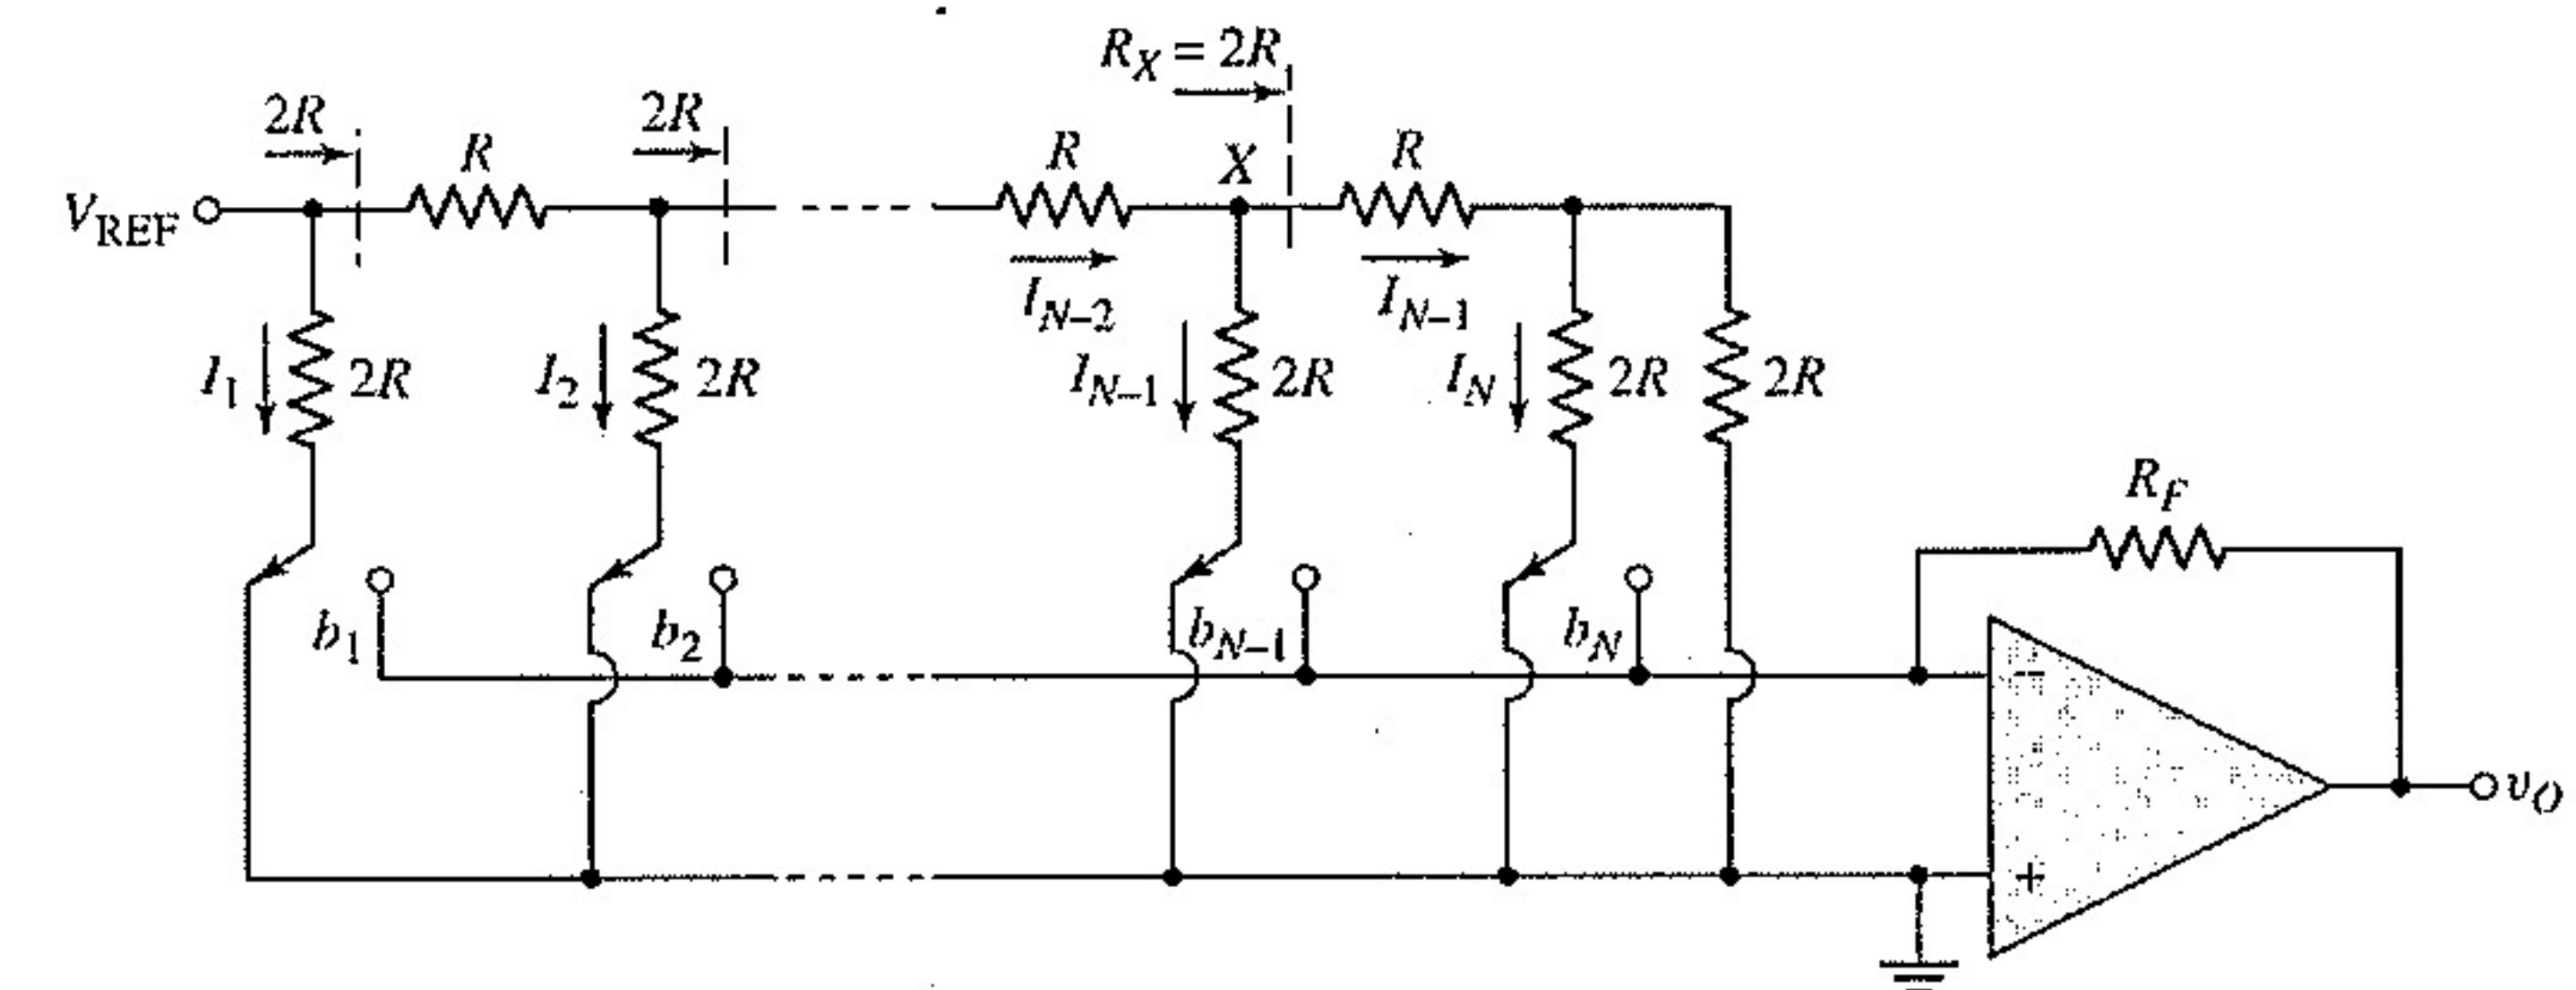 R_X = 2R
2R
R
2R
R
X
R
V_REF
I_{N-2}
I_{N-1}
I_1
2R
I_2
2R
I_{N-1}
2R
I_N
2R
2R
R_F
b_1
b_2
b_{N-1}
b_N
−
v_O
+